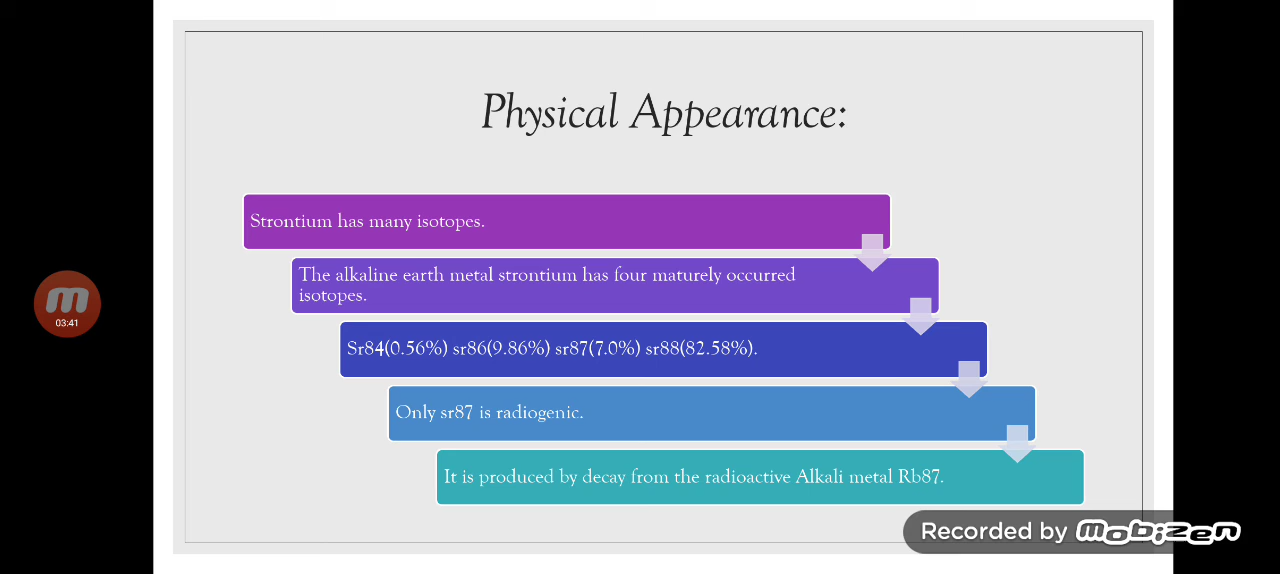 Physical Appearance:
Strontium has many isotopes.
The alkaline earth metal strontium has four maturely occurred
isotopes.
Sr84(0.56%) sr86(9.86%) sr87(7.0%) sr88(82.58%).
Only sr87 is radiogenic.
It is produced by decay from the radioactive Alkali metal Rb87.
03:41
Recorded by mobizen